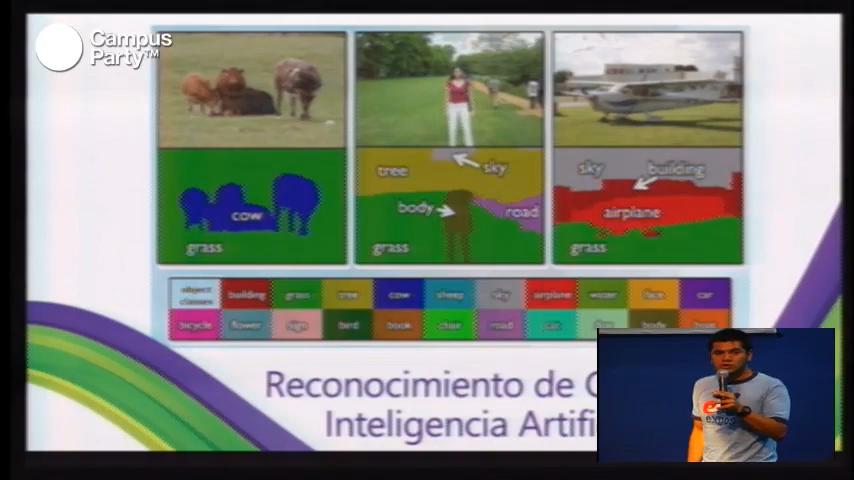 Campus
Party™
tree
sky
body
road
grass
cow
grass
sky
building
airplane
grass
object
classes
building
grass
tree
cow
sheep
sky
airplane
water
face
car
bicycle
flower
sign
bird
book
chair
road
cat
body
Reconocimiento de
Inteligencia Artifi